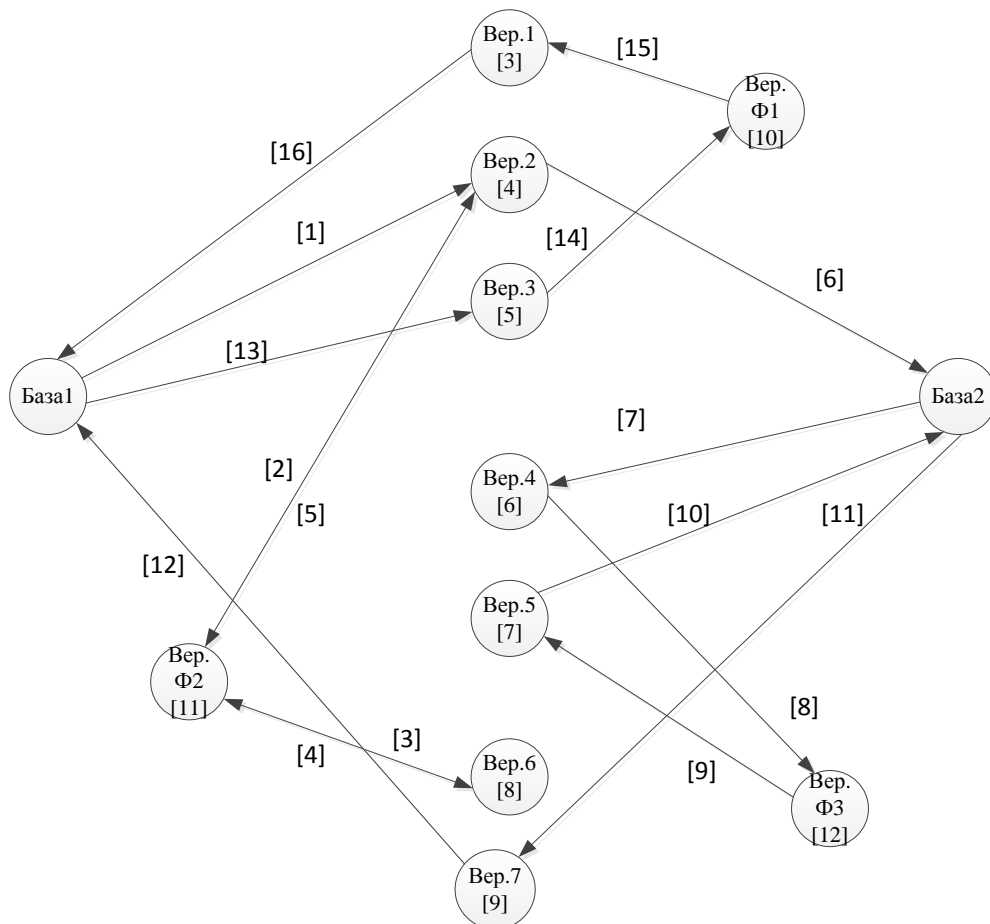 Вер.1
[3]
[15]
Вер.
Ф1
[10]
[16]
Вер.2
[4]
[1]
[14]
[6]
Вер.3
[5]
[13]
База1
База2
[7]
[2]
Вер.4
[6]
[5]
[10]
[11]
[12]
Вер.5
[7]
Вер.
Ф2
[11]
[8]
[3]
[4]
Вер.6
[8]
[9]
Вер.
Ф3
[12]
Вер.7
[9]